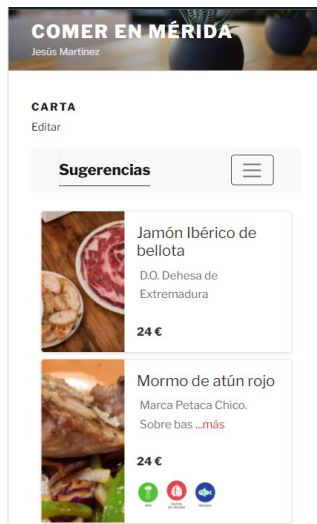 COMER EN MÉRIDA
Jesús Martínez
CARTA
Editar
Sugerencias
Jamón Ibérico de
bellota
D.O. Dehesa de
Extremadura
24 €
Mormo de atún rojo
Marca Petaca Chico.
Sobre bas ...más
24 €